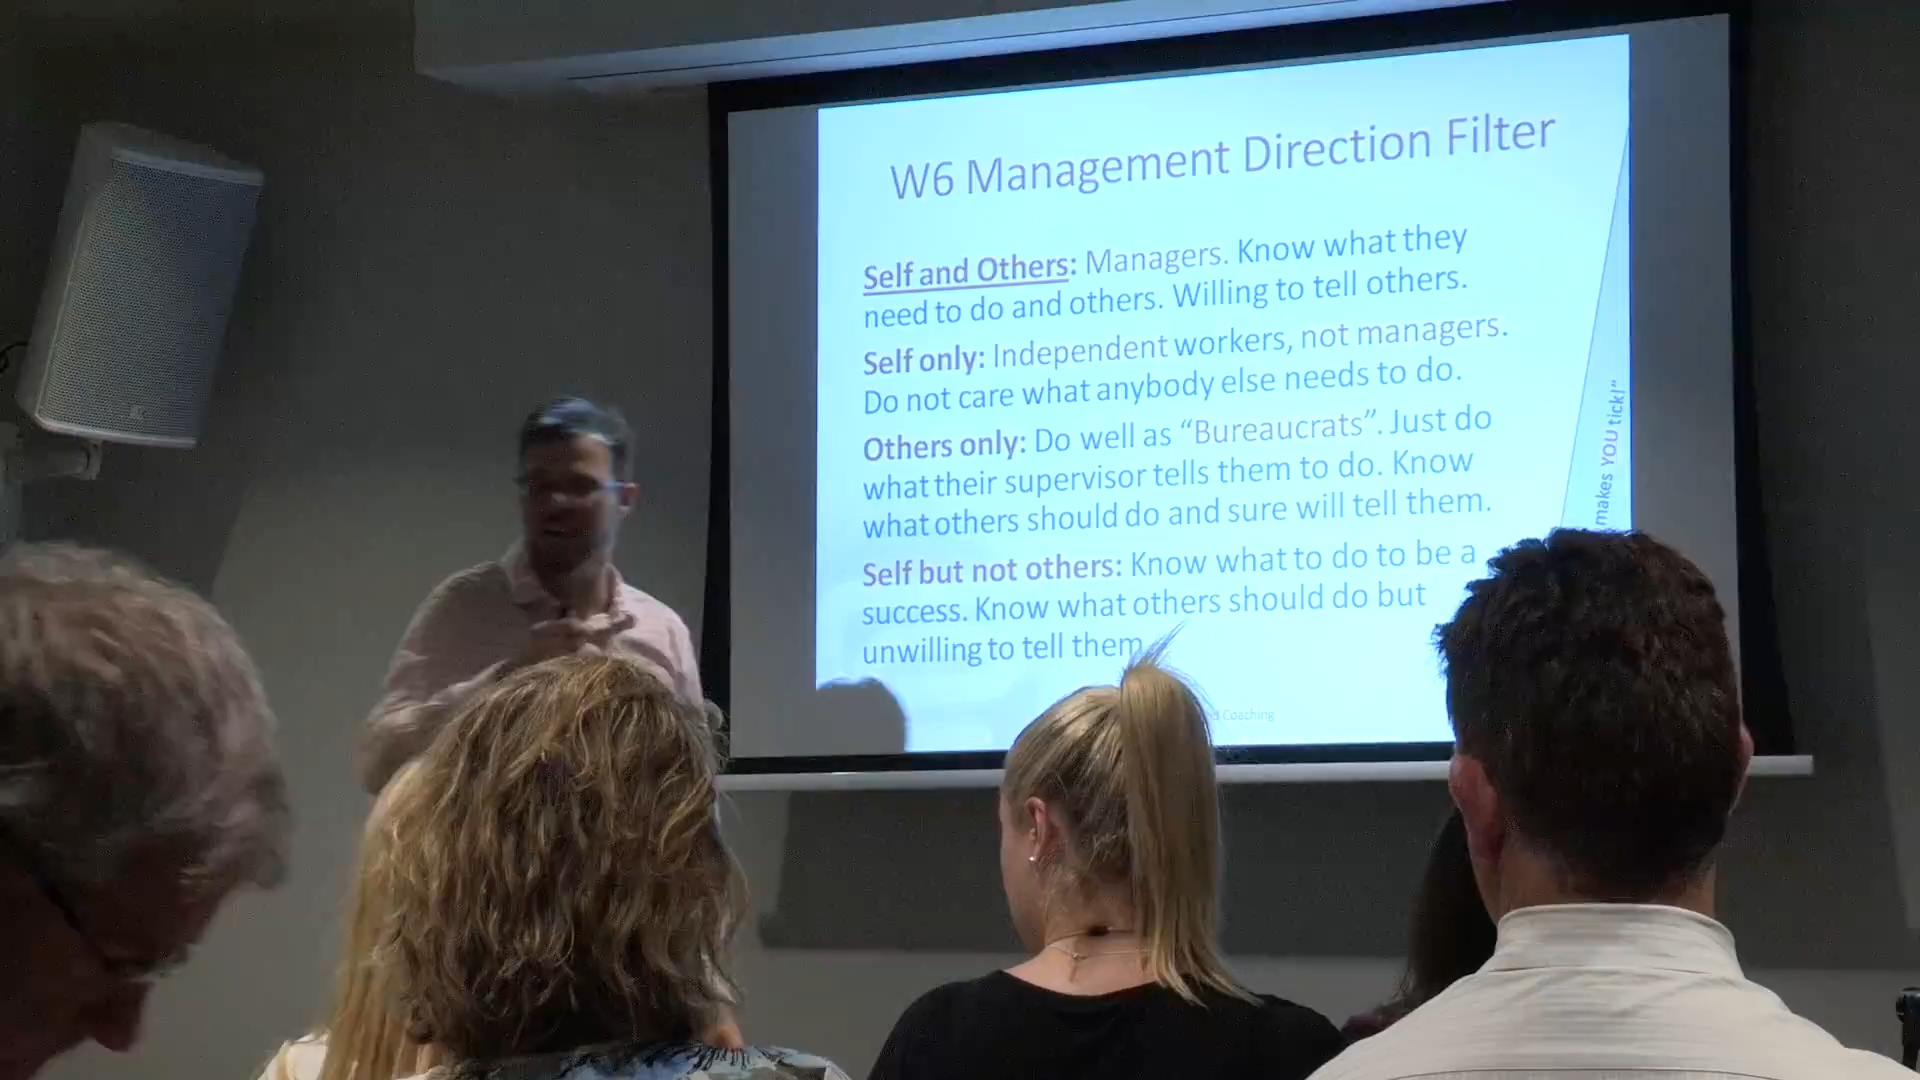 W6 Management Direction Filter
Self and Others: Managers. Know what they
need to do and others. Willing to tell others.
Self only: Independent workers, not managers.
Do not care what anybody else needs to do.
Others only: Do well as “Bureaucrats”. Just do
what their supervisor tells them to do. Know
what others should do and sure will tell them.
Self but not others: Know what to do to be a
success. Know what others should do but
unwilling to tell them
makes YOU tick!”
Coaching